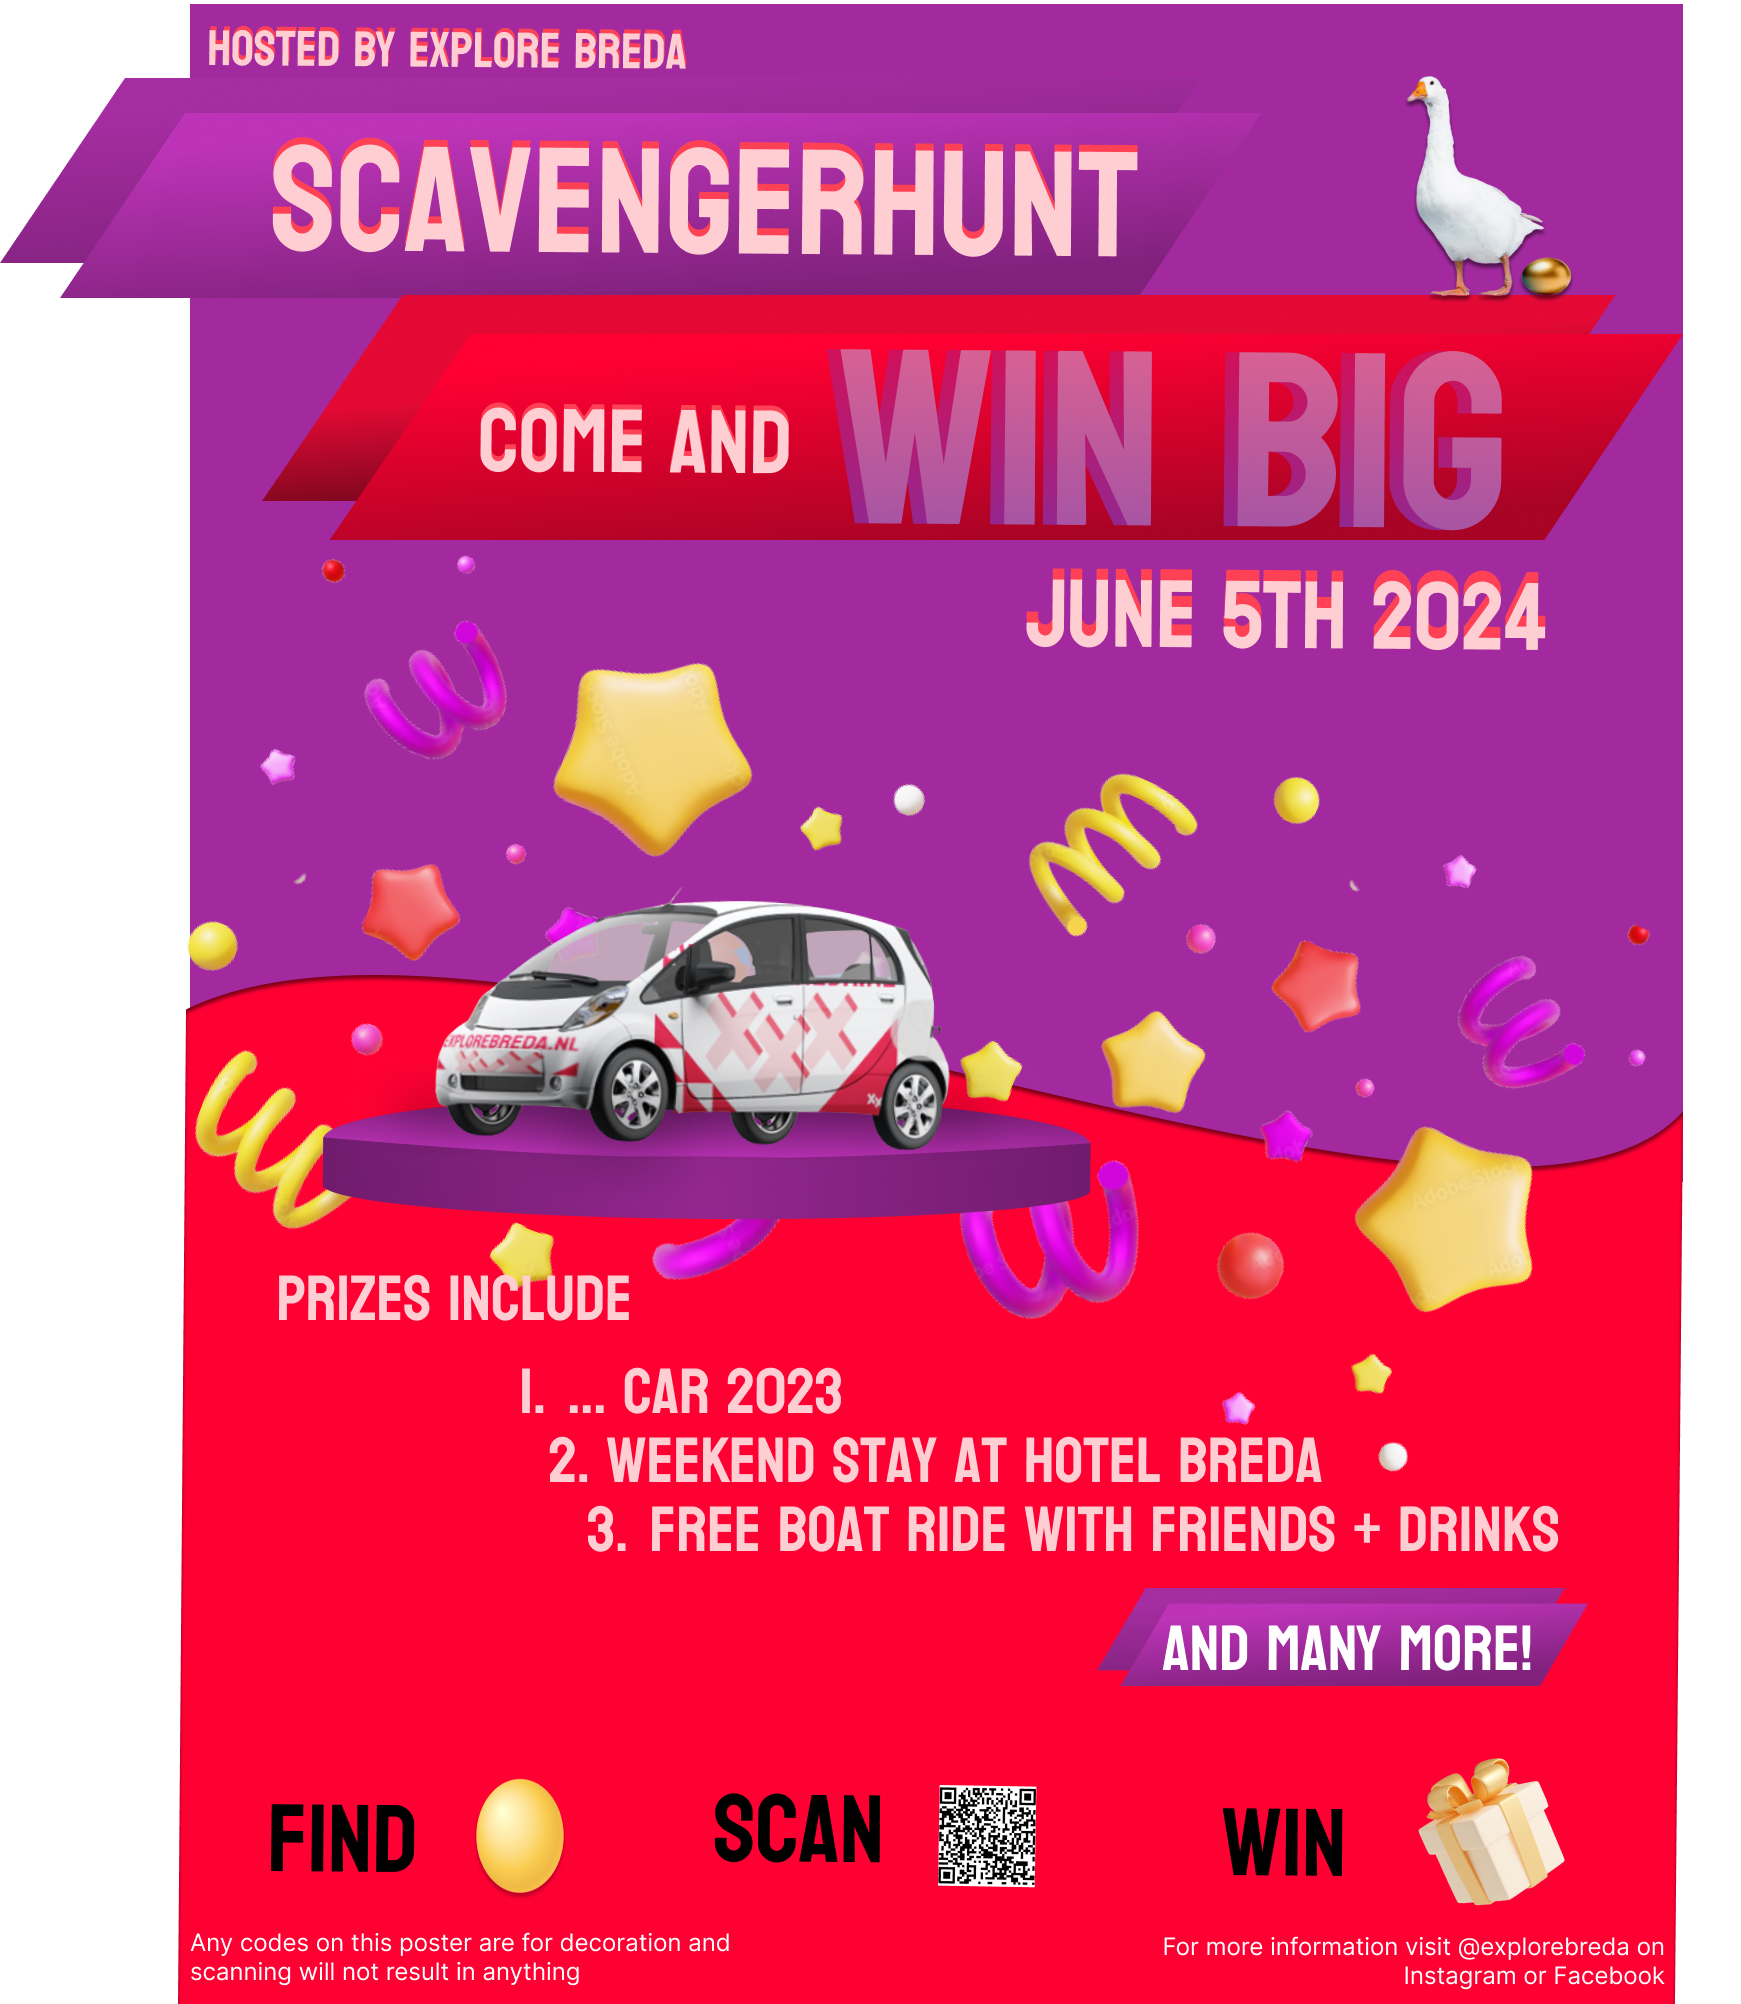 HOSTED BY EXPLORE BREDA
SCAVENGERHUNT
COME AND WIN BIG
JUNE 5TH 2024
EXPLOREBREDA.NL
PRIZES INCLUDE
1. ... CAR 2023
2. WEEKEND STAY AT HOTEL BREDA
3. FREE BOAT RIDE WITH FRIENDS + DRINKS
AND MANY MORE!
FIND
SCAN
WIN
Any codes on this poster are for decoration and
scanning will not result in anything
For more information visit @explorebreda on
Instagram or Facebook